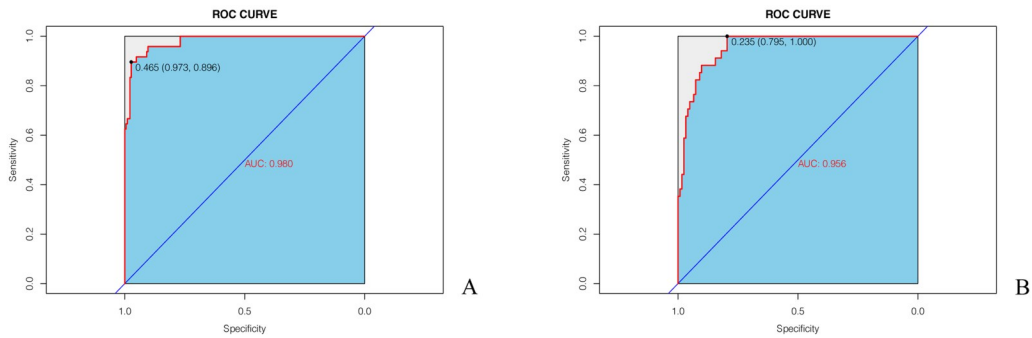 ROC CURVE
1.0
0.8
0.6
0.4
0.2
0.0
Sensitivity
0.465 (0.973, 0.896)
AUC: 0.980
1.0 0.5 0.0
Specificity
A
ROC CURVE
1.0
0.8
0.6
0.4
0.2
0.0
Sensitivity
0.235 (0.795, 1.000)
AUC: 0.956
1.0 0.5 0.0
Specificity
B